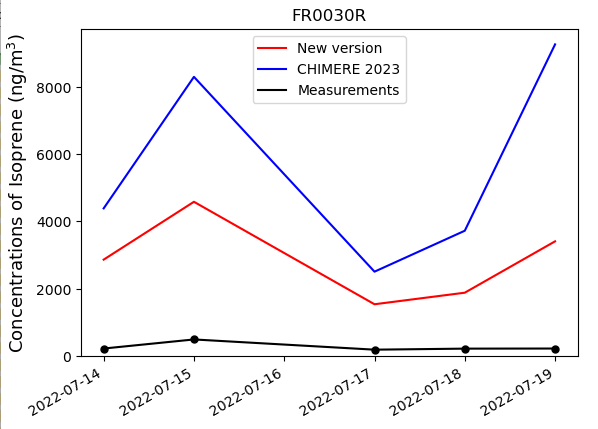 FR0030R
New version
CHIMERE 2023
Measurements
Concentrations of Isoprene (ng/m³)
8000
6000
4000
2000
0
2022-07-14
2022-07-15
2022-07-16
2022-07-17
2022-07-18
2022-07-19